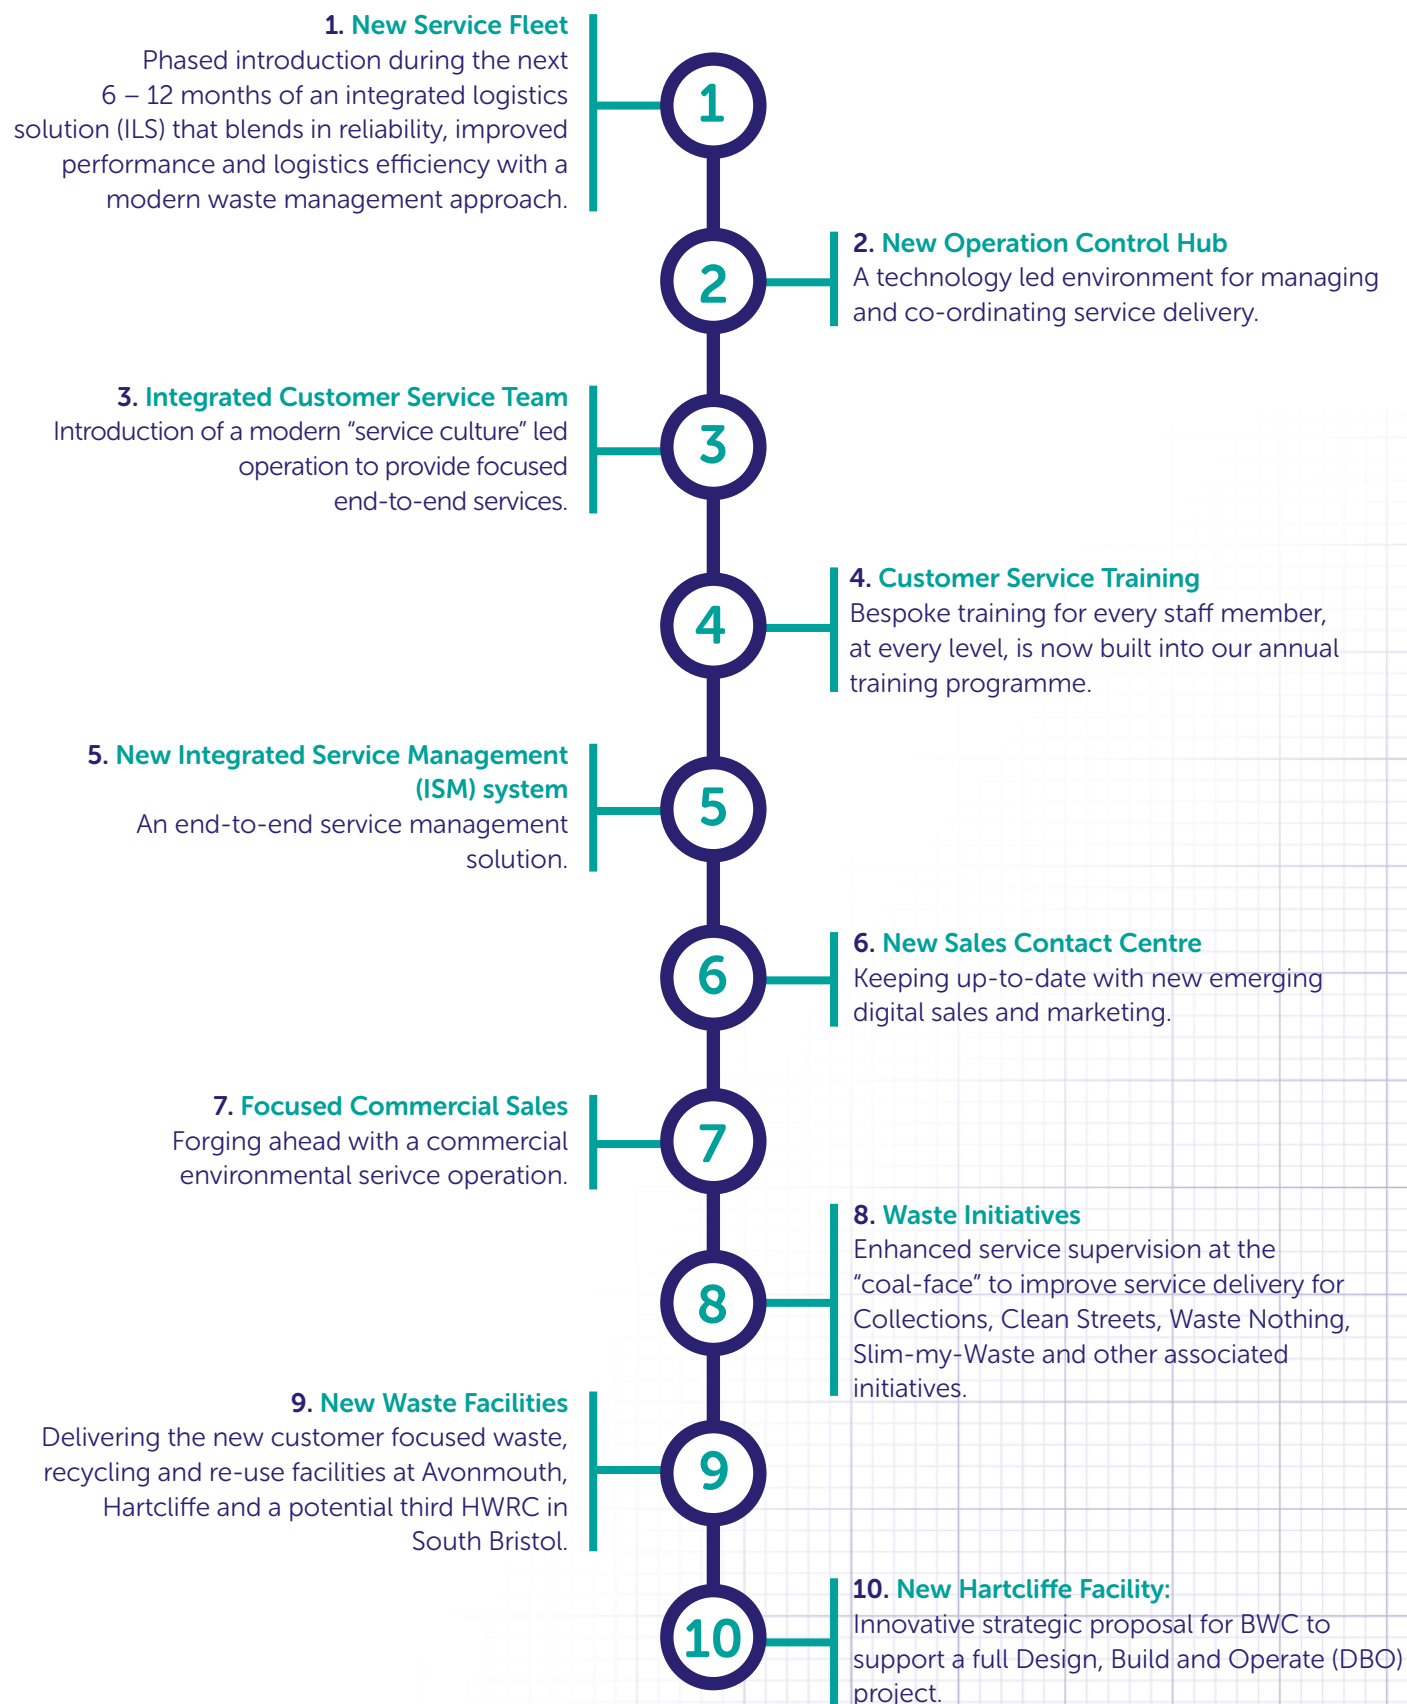 1. New Service Fleet
Phased introduction during the next
6 – 12 months of an integrated logistics
solution (ILS) that blends in reliability, improved
performance and logistics efficiency with a
modern waste management approach.
1
2. New Operation Control Hub
A technology led environment for managing
and co-ordinating service delivery.
2
3. Integrated Customer Service Team
Introduction of a modern “service culture” led
operation to provide focused
end-to-end services.
3
4. Customer Service Training
Bespoke training for every staff member,
at every level, is now built into our annual
training programme.
4
5. New Integrated Service Management
(ISM) system
An end-to-end service management
solution.
5
6. New Sales Contact Centre
Keeping up-to-date with new emerging
digital sales and marketing.
6
7. Focused Commercial Sales
Forging ahead with a commercial
environmental serivce operation.
7
8. Waste Initiatives
Enhanced service supervision at the
“coal-face” to improve service delivery for
Collections, Clean Streets, Waste Nothing,
Slim-my-Waste and other associated
initiatives.
8
9. New Waste Facilities
Delivering the new customer focused waste,
recycling and re-use facilities at Avonmouth,
Hartcliffe and a potential third HWRC in
South Bristol.
9
10. New Hartcliffe Facility:
Innovative strategic proposal for BWC to
support a full Design, Build and Operate (DBO)
project.
10